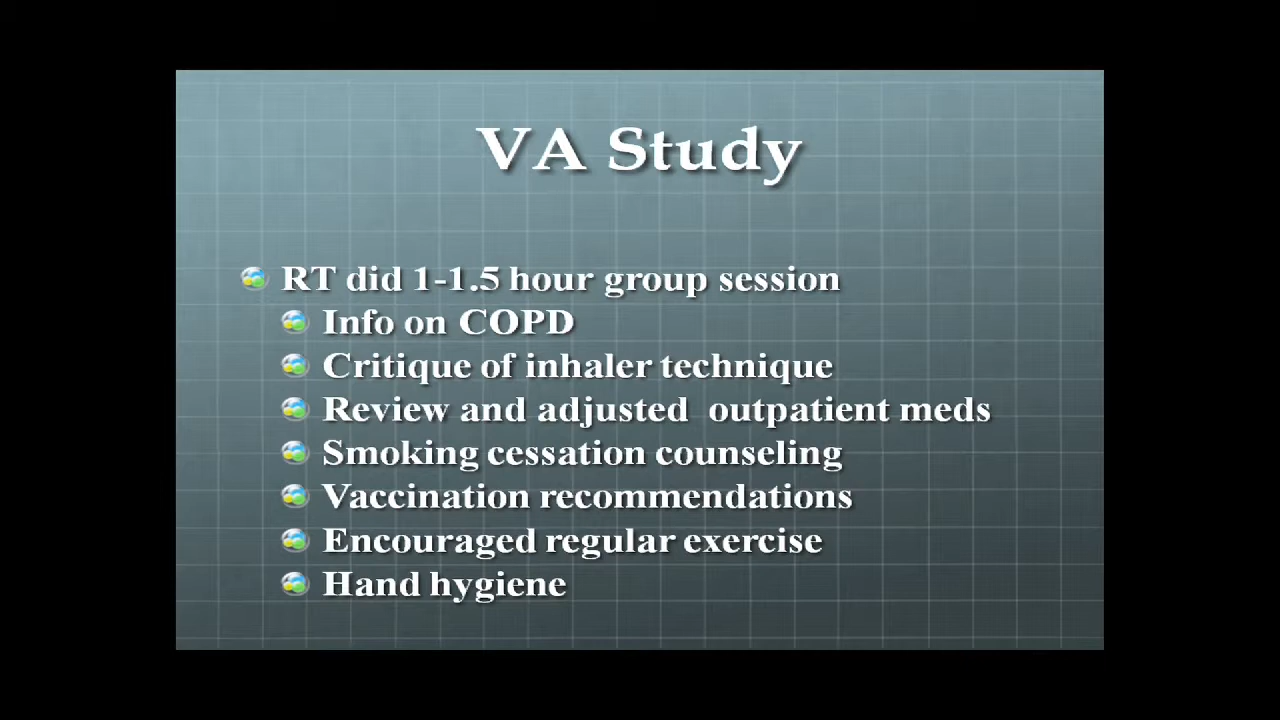 VA Study
RT did 1-1.5 hour group session
Info on COPD
Critique of inhaler technique
Review and adjusted outpatient meds
Smoking cessation counseling
Vaccination recommendations
Encouraged regular exercise
Hand hygiene